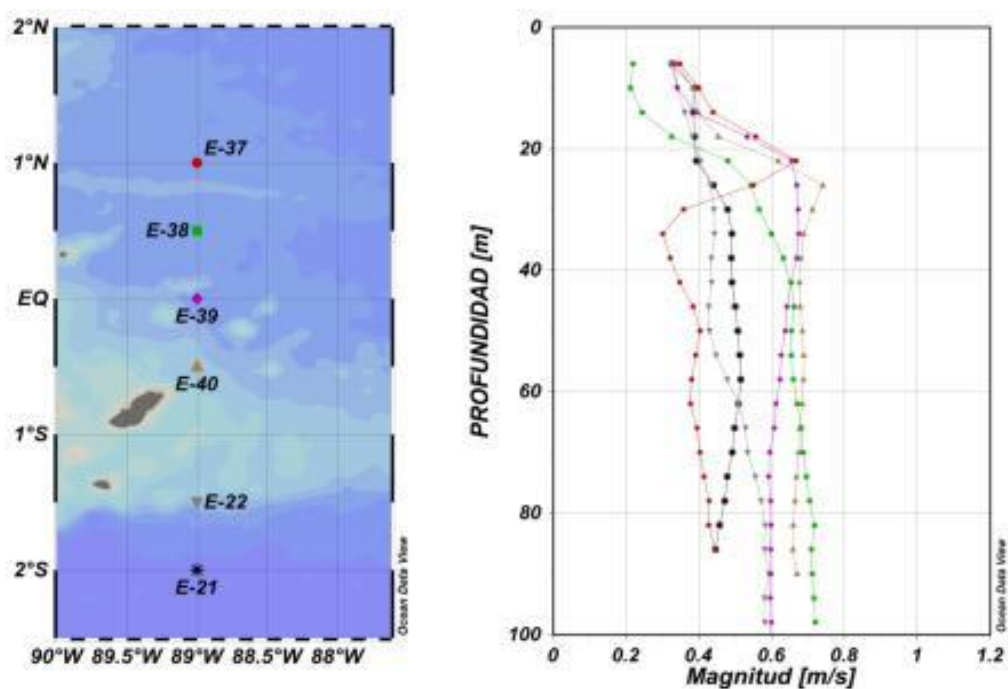 2°N
1°N
EQ
1°S
2°S
E-37
E-38
E-39
E-40
E-22
E-21
90°W 89.5°W 89°W 88.5°W 88°W
Ocean Data View
PROFUNDIDAD [m]
0
20
40
60
80
100
0 0.2 0.4 0.6 0.8 1 1.2
Magnitud [m/s]
Ocean Data View